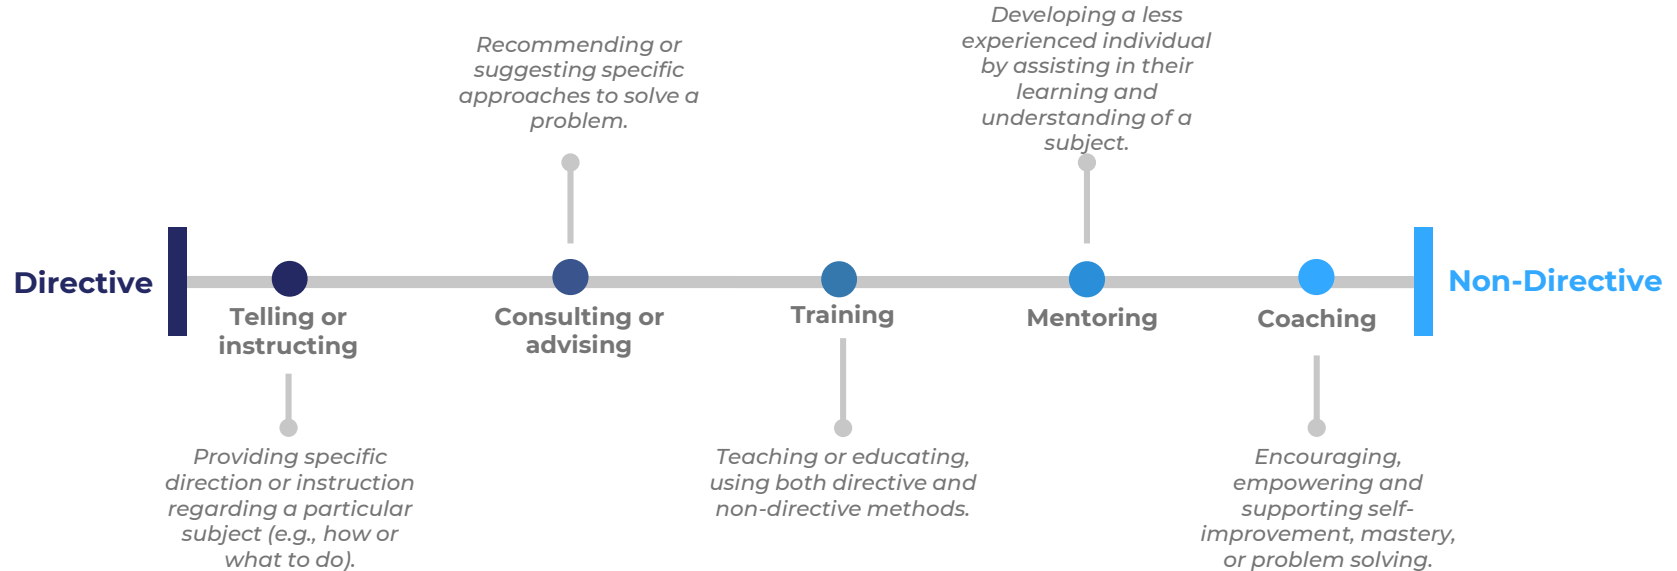 Recommending or
suggesting specific
approaches to solve a
problem.
Developing a less
experienced individual
by assisting in their
learning and
understanding of a
subject.
Directive
Non-Directive
Telling or
instructing
Consulting or
advising
Training
Mentoring
Coaching
Providing specific
direction or instruction
regarding a particular
subject (e.g., how or
what to do).
Teaching or educating,
using both directive and
non-directive methods.
Encouraging,
empowering and
supporting self-
improvement, mastery,
or problem solving.